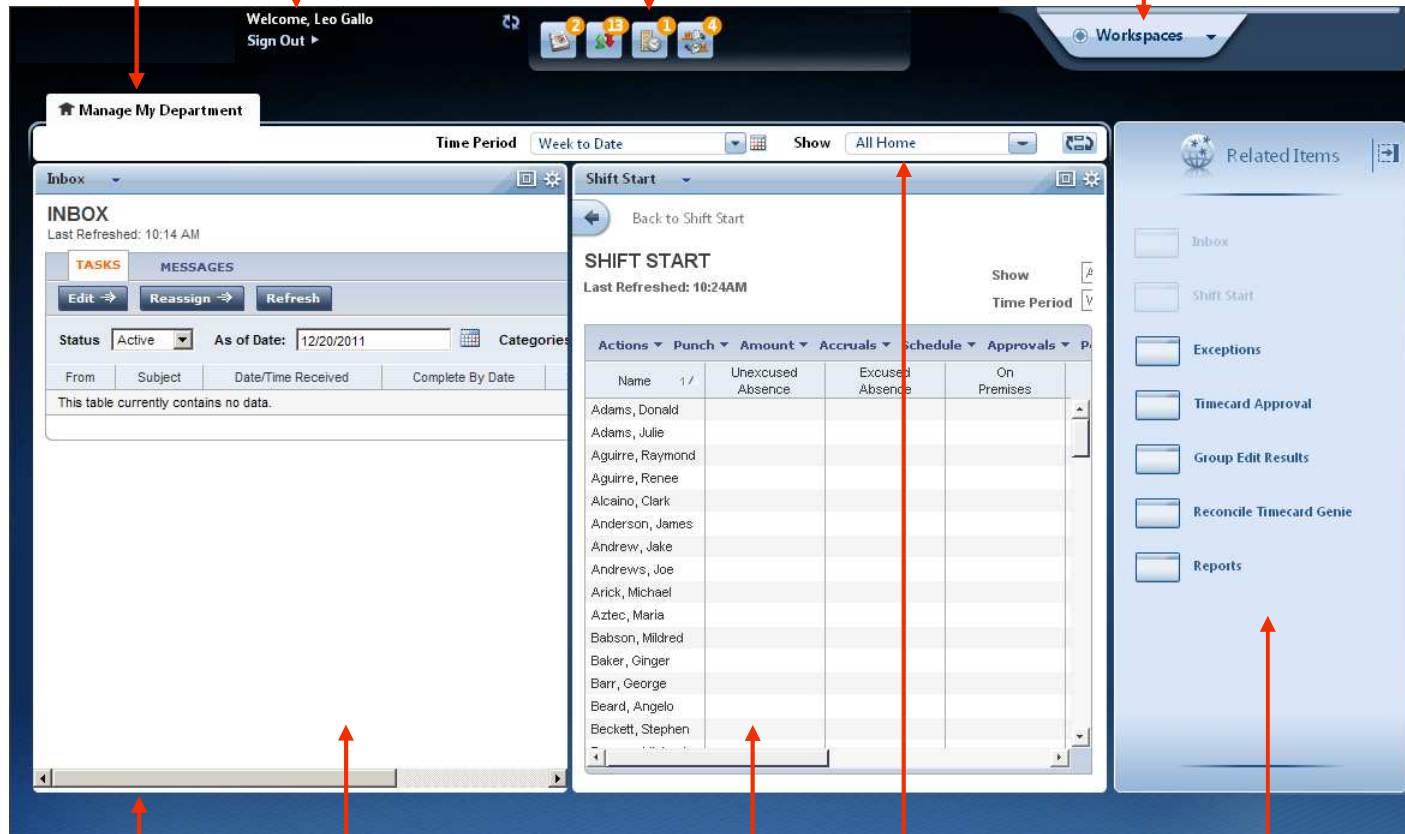 Welcome, Leo Gallo
Sign Out
2 13 1 4
Workspaces
Manage My Department
Time Period Week to Date Show All Home
Related Items
Inbox
INBOX
Last Refreshed: 10:14 AM
TASKS MESSAGES
Edit Reassign Refresh
Status Active As of Date: 12/20/2011 Categories
From Subject Date/Time Received Complete By Date
This table currently contains no data.
Shift Start
Back to Shift Start
SHIFT START
Last Refreshed: 10:24AM
Show
Time Period
Actions Punch Amount Accruals Schedule Approvals
Name Unexcused Absence Excused Absence On Premises
Adams, Donald
Adams, Julie
Aguirre, Raymond
Aguirre, Renee
Alcaino, Clark
Anderson, James
Andrew, Jake
Andrews, Joe
Arick, Michael
Aztec, Maria
Babson, Mildred
Baker, Ginger
Barr, George
Beard, Angelo
Beckett, Stephen
Inbox
Shift Start
Exceptions
Timecard Approval
Group Edit Results
Reconcile Timecard Genie
Reports